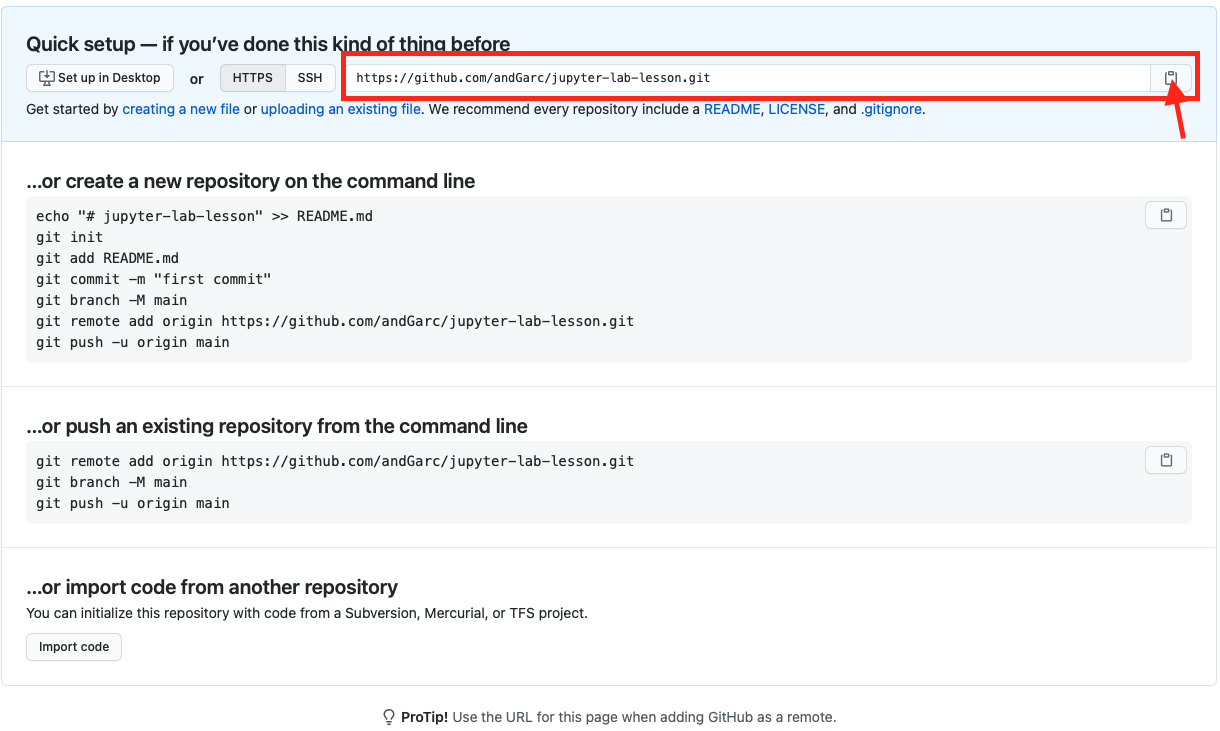 Quick setup — if you’ve done this kind of thing before
Set up in Desktop or HTTPS SSH https://github.com/andGarc/jupyter-lab-lesson.git
Get started by creating a new file or uploading an existing file. We recommend every repository include a README, LICENSE, and .gitignore.
…or create a new repository on the command line
echo "# jupyter-lab-lesson" >> README.md
git init
git add README.md
git commit -m "first commit"
git branch -M main
git remote add origin https://github.com/andGarc/jupyter-lab-lesson.git
git push -u origin main
…or push an existing repository from the command line
git remote add origin https://github.com/andGarc/jupyter-lab-lesson.git
git branch -M main
git push -u origin main
…or import code from another repository
You can initialize this repository with code from a Subversion, Mercurial, or TFS project.
Import code
ProTip! Use the URL for this page when adding GitHub as a remote.